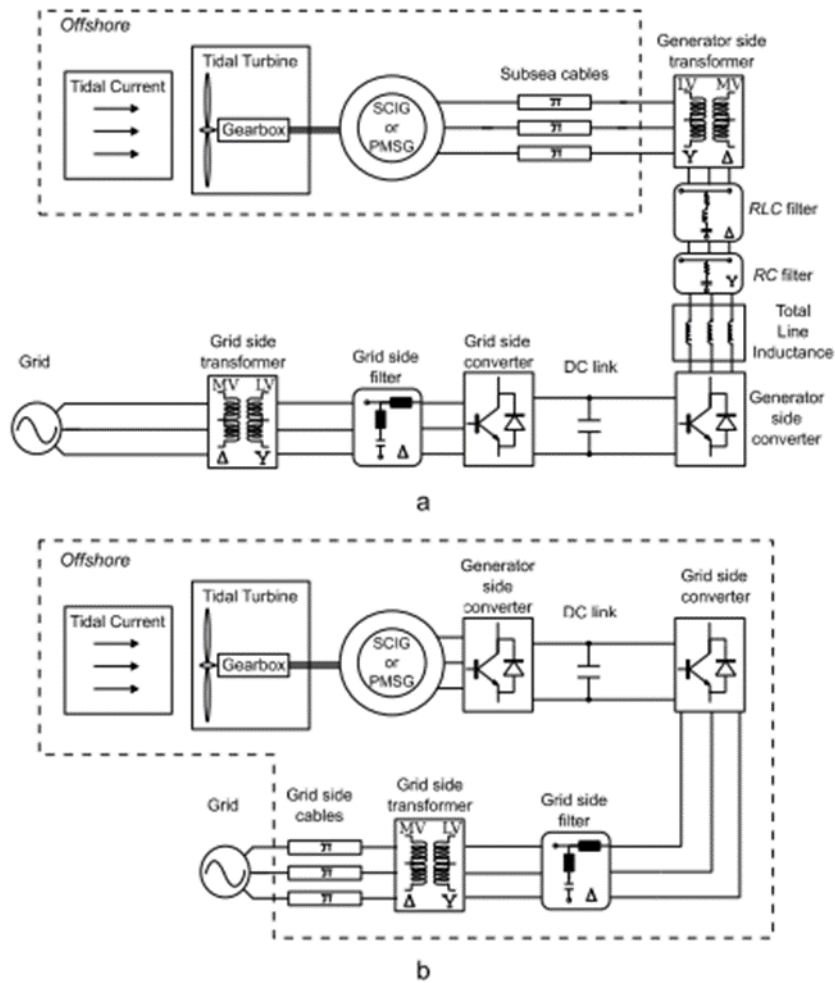 Offshore
Tidal Current
Tidal Turbine
Gearbox
SCIG
or
PMSG
Subsea cables
π
π
π
Generator side
transformer
LV MV
Y Δ
RLC filter
Δ
RC filter
Y
Total
Line
Inductance
Grid
Grid side
transformer
MV LV
Δ Y
Grid side
filter
Δ
Grid side
converter
DC link
Generator
side
converter
a
Offshore
Tidal Current
Tidal Turbine
Gearbox
SCIG
or
PMSG
Generator
side
converter
DC link
Grid side
converter
Grid
Grid side
cables
π
π
π
Grid side
transformer
MV LV
Δ Y
Grid side
filter
Δ
b